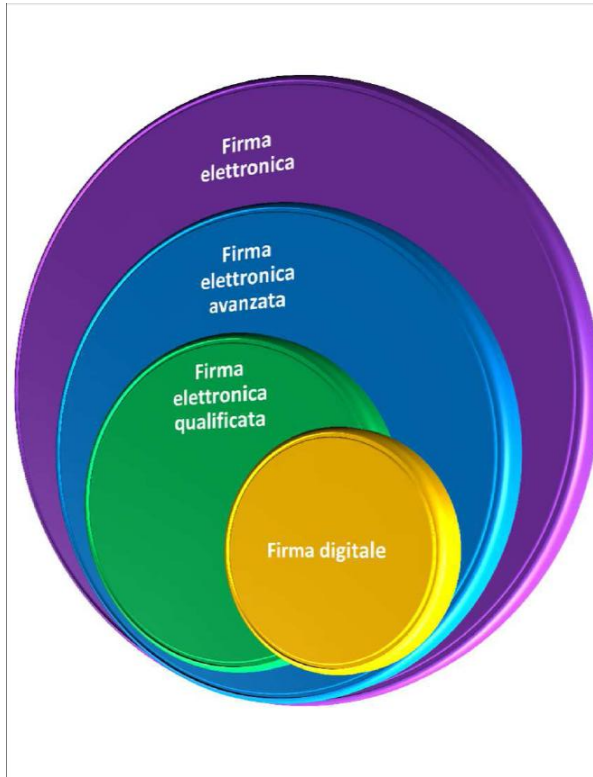 Firma
elettronica
Firma
elettronica
avanzata
Firma
elettronica
qualificata
Firma digitale